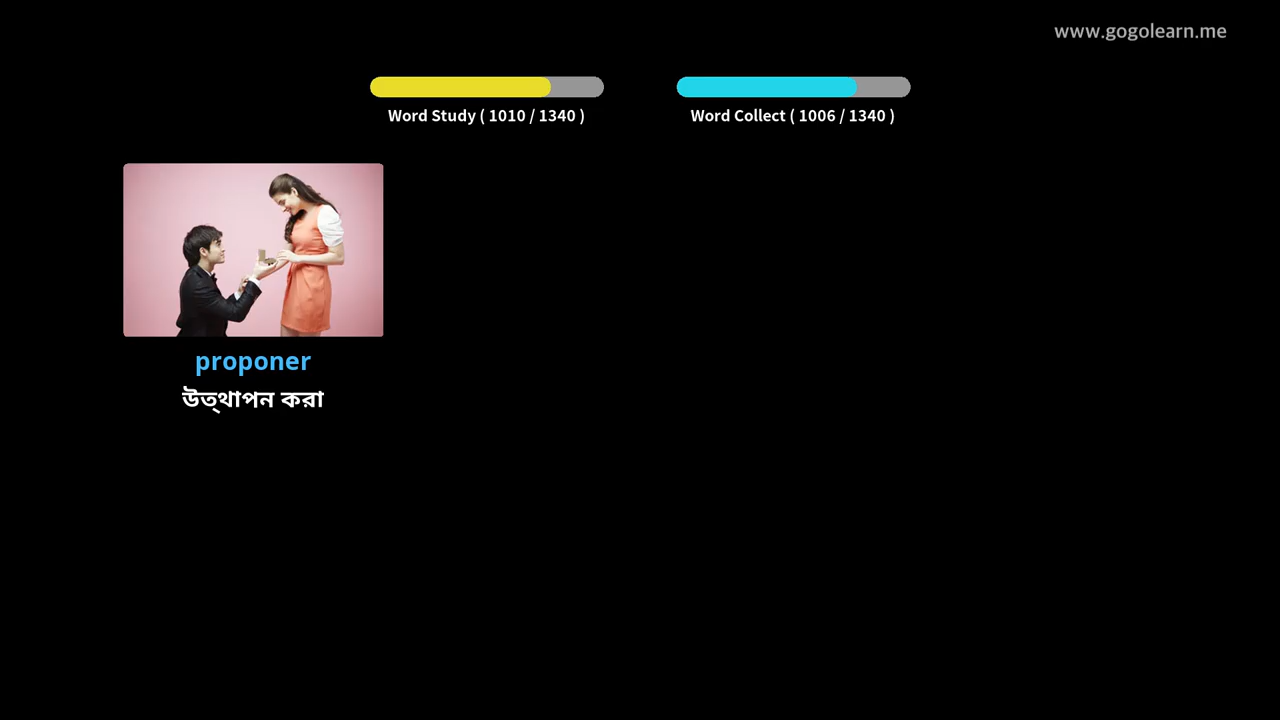 www.gogolearn.me
Word Study ( 1010 / 1340 )
Word Collect ( 1006 / 1340 )
proponer
উত্থাপন করা